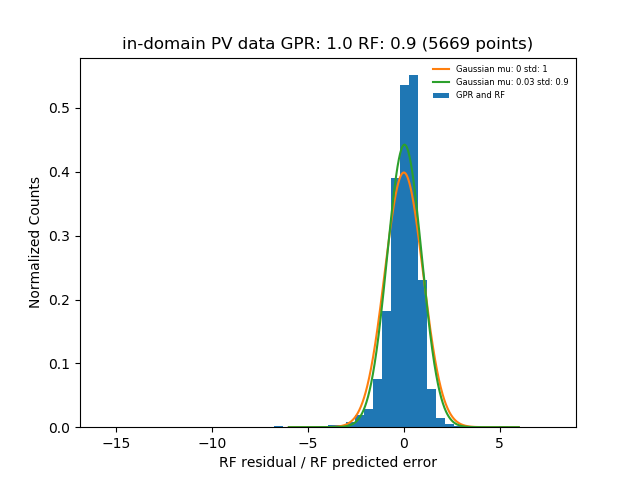 in-domain PV data GPR: 1.0 RF: 0.9 (5669 points)
Gaussian mu: 0 std: 1
Gaussian mu: 0.03 std: 0.9
GPR and RF
Normalized Counts
0.5
0.4
0.3
0.2
0.1
0.0
−15 −10 −5 0 5
RF residual / RF predicted error